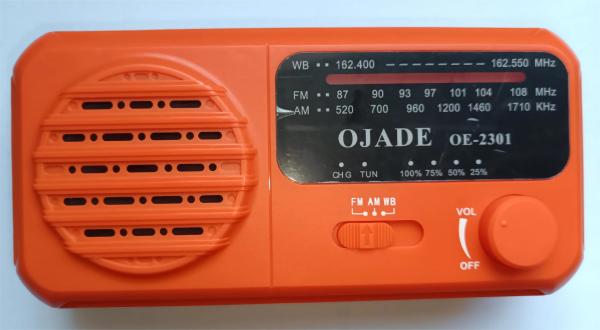 WB 162.400 -------- 162.550 MHz
FM 87 90 93 97 101 104 108 MHz
AM 520 700 960 1200 1460 1710 KHz
OJADE OE-2301
CHG TUN 100% 75% 50% 25%
FM AM WB
VOL
OFF